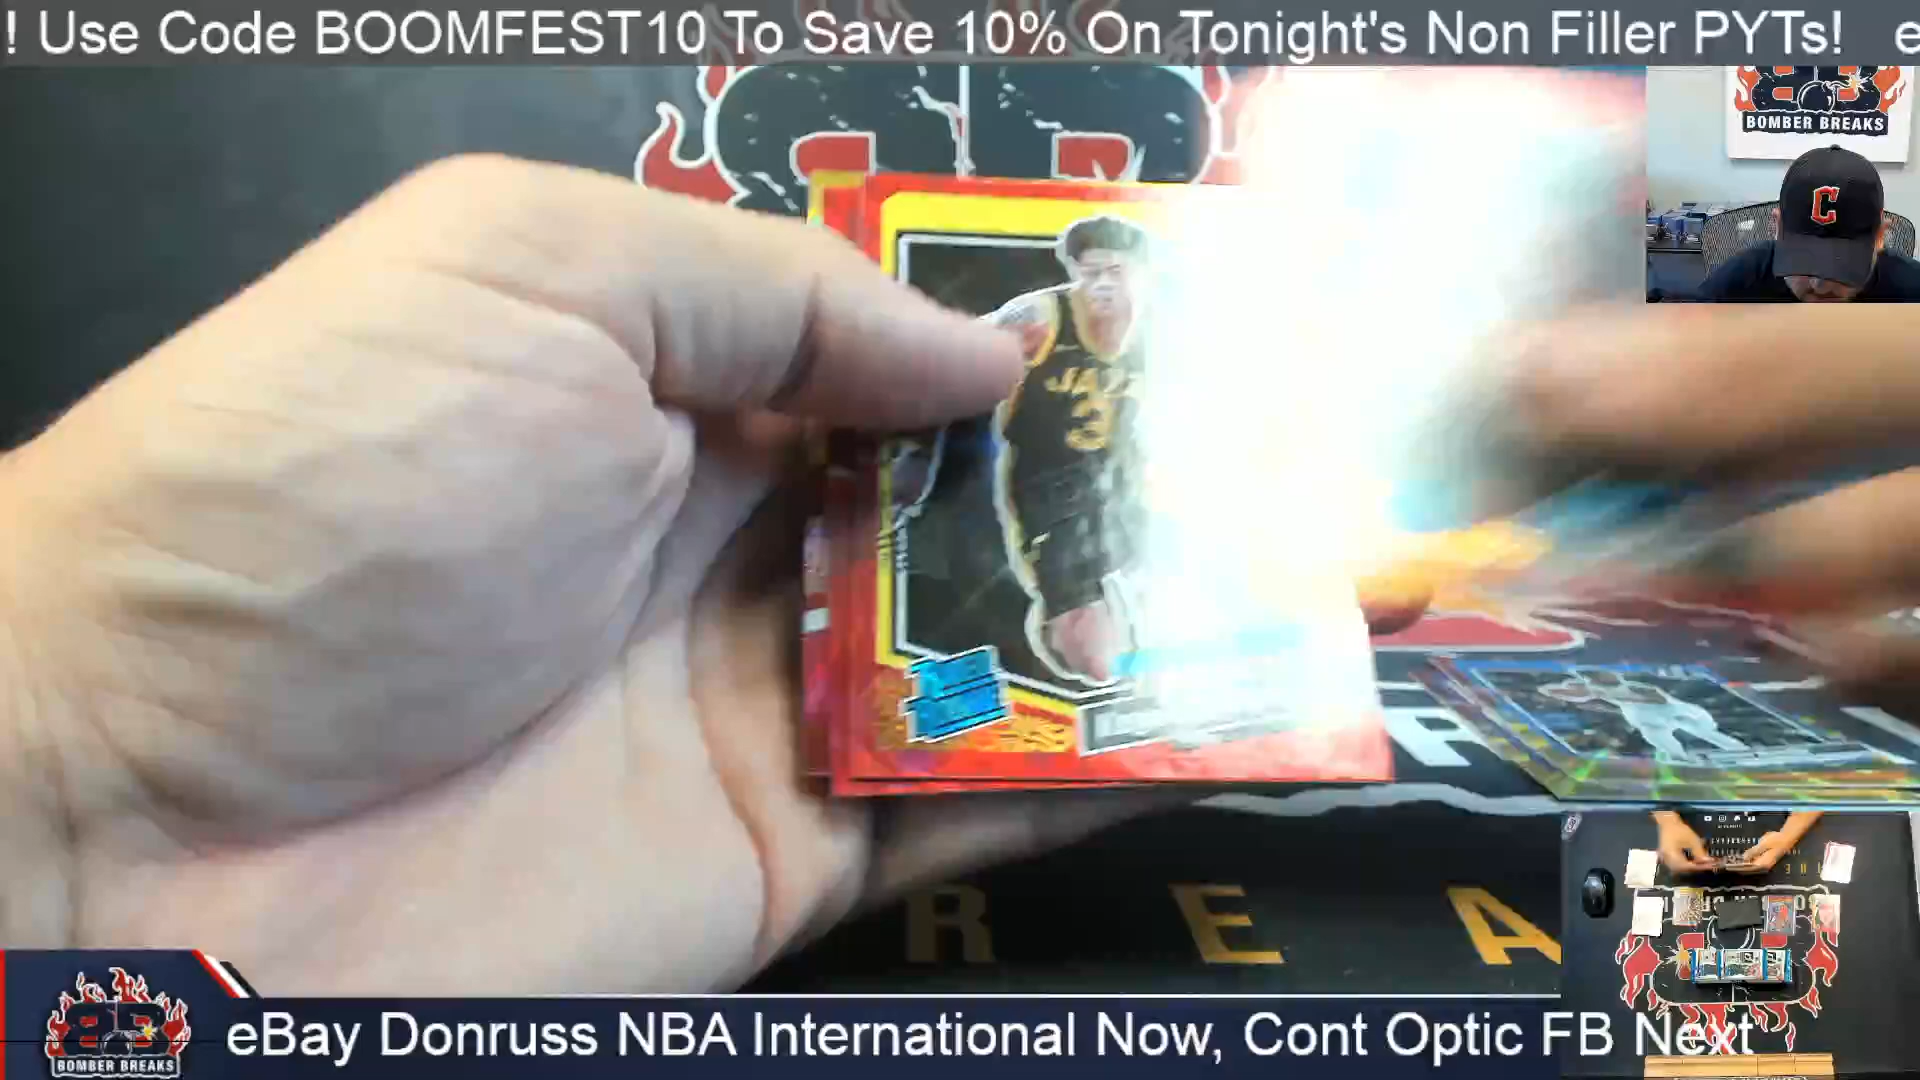 ! Use Code BOOMFEST10 To Save 10% On Tonight's Non Filler PYTs! e
BOMBER BREAKS
C
JAZZ
3
R E A
BOMBER BREAKS
eBay Donruss NBA International Now, Cont Optic FB Next